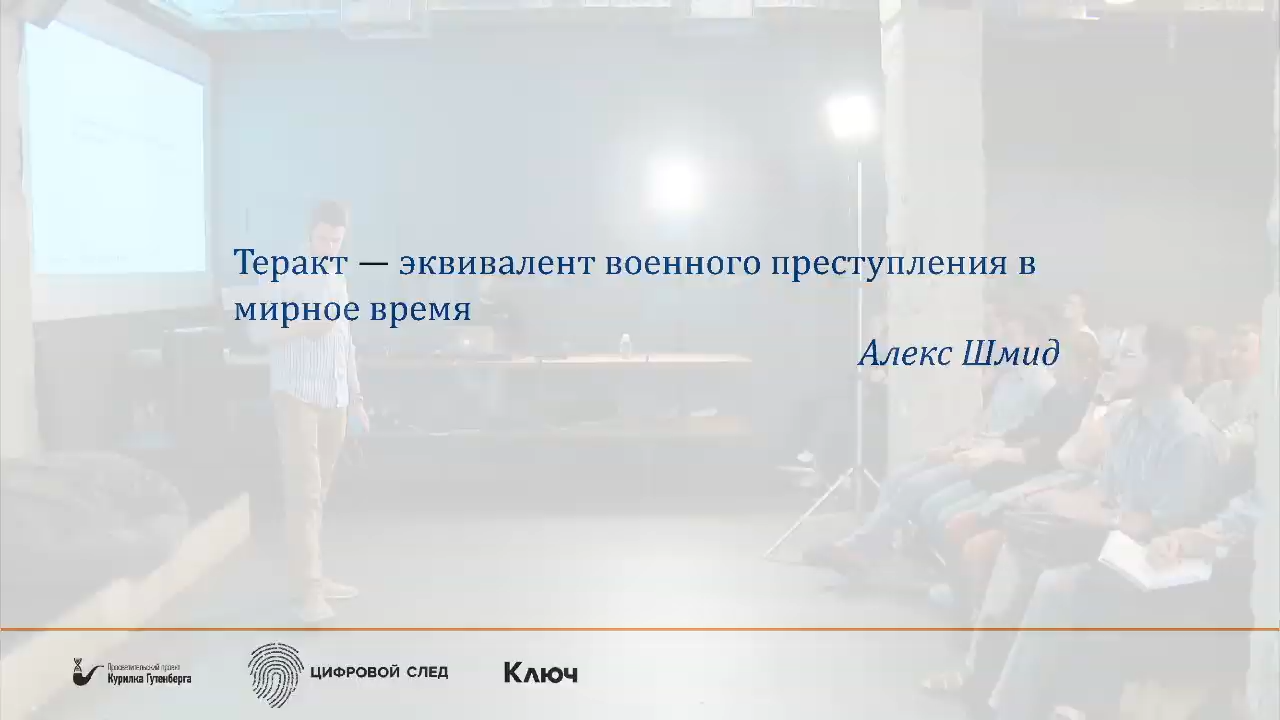 Теракт — эквивалент военного преступления в
мирное время
Алекс Шмид
Просветительский проект
Курилка Гутенберга
ЦИФРОВОЙ СЛЕД
Ключ